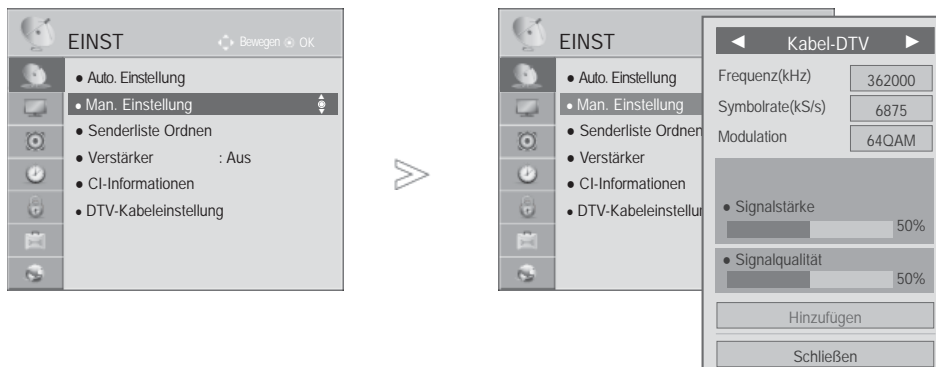 EINST
Bewegen OK
● Auto. Einstellung
● Man. Einstellung
● Senderliste Ordnen
● Verstärker : Aus
● CI-Informationen
● DTV-Kabeleinstellung
EINST
● Auto. Einstellung
● Man. Einstellung
● Senderliste Ordnen
● Verstärker
● CI-Informationen
● DTV-Kabeleinstellu
◄ Kabel-DTV ►
Frequenz(kHz) 362000
Symbolrate(kS/s) 6875
Modulation 64QAM
● Signalstärke
50%
● Signalqualität
50%
Hinzufügen
Schließen